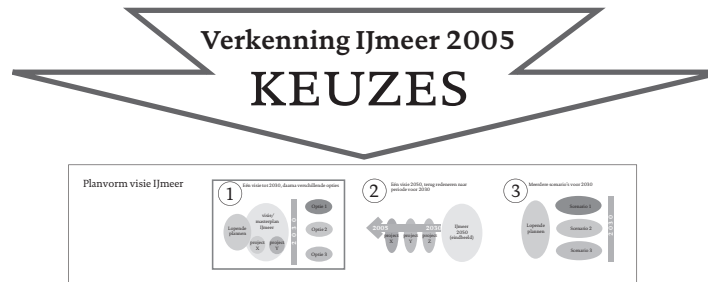 Verkenning IJmeer 2005
KEUZES
Planvorm visie IJmeer
1
Eén visie tot 2030, daarna verschillende opties
Lopende
plannen
visie/
masterplan
IJmeer
project
X
project
Y
2030
Optie 1
Optie 2
Optie 3
2
Eén visie 2050, terug redeneren naar
periode voor 2030
2005
project
X
project
Y
project
Z
2030
IJmeer
2050
(eindbeeld)
3
Meerdere scenario's voor 2030
Lopende
plannen
Scenario 1
Scenario 2
Scenario 3
2030